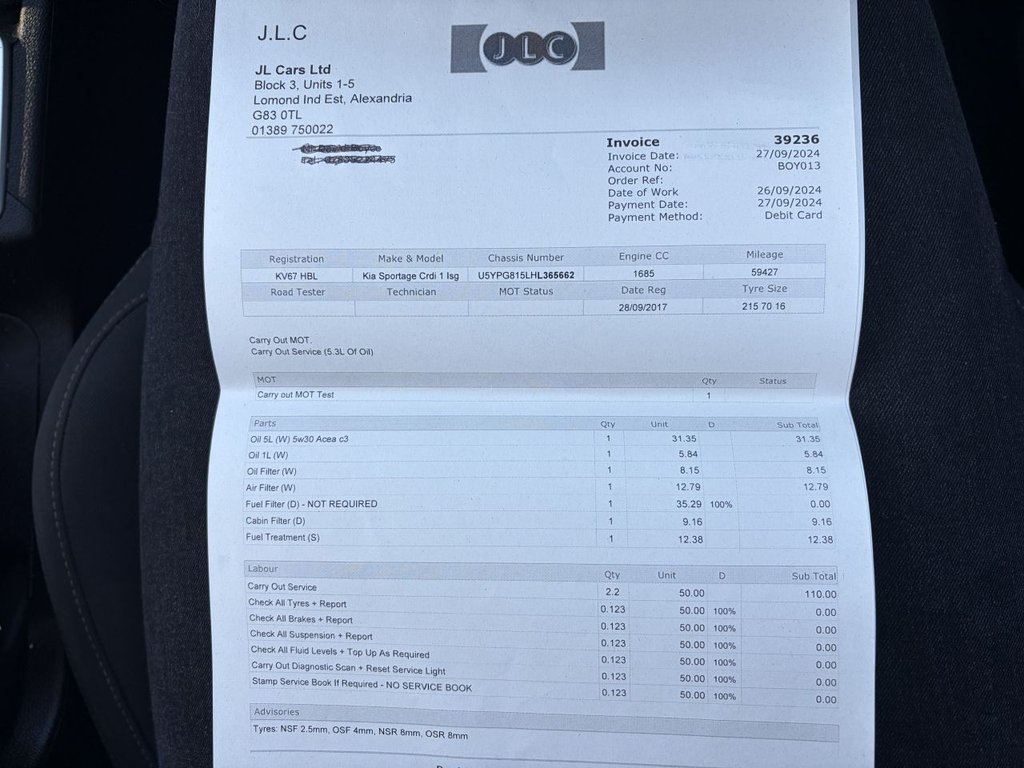 J.L.C
JLC
JL Cars Ltd
Block 3, Units 1-5
Lomond Ind Est, Alexandria
G83 0TL
01389 750022
Invoice 39236
Invoice Date: 27/09/2024
Account No: BOY013
Order Ref:
Date of Work 26/09/2024
Payment Date: 27/09/2024
Payment Method: Debit Card
Registration Make & Model Chassis Number Engine CC Mileage
KV67 HBL Kia Sportage Crdi 1 Isg U5YPG815LHL365662 1685 59427
Road Tester Technician MOT Status Date Reg Tyre Size
28/09/2017 215 70 16
Carry Out MOT.
Carry Out Service (5.3L Of Oil)
MOT Qty Status
Carry out MOT Test 1
Parts Qty Unit D Sub Total
Oil 5L (W) 5w30 Acea c3 1 31.35 31.35
Oil 1L (W) 1 5.84 5.84
Oil Filter (W) 1 8.15 8.15
Air Filter (W) 1 12.79 12.79
Fuel Filter (D) - NOT REQUIRED 1 35.29 100% 0.00
Cabin Filter (D) 1 9.16 9.16
Fuel Treatment (S) 1 12.38 12.38
Labour Qty Unit D Sub Total
Carry Out Service 2.2 50.00 110.00
Check All Tyres + Report 0.123 50.00 100% 0.00
Check All Brakes + Report 0.123 50.00 100% 0.00
Check All Suspension + Report 0.123 50.00 100% 0.00
Check All Fluid Levels + Top Up As Required 0.123 50.00 100% 0.00
Carry Out Diagnostic Scan + Reset Service Light 0.123 50.00 100% 0.00
Stamp Service Book If Required - NO SERVICE BOOK 0.123 50.00 100% 0.00
Advisories
Tyres: NSF 2.5mm, OSF 4mm, NSR 8mm, OSR 8mm